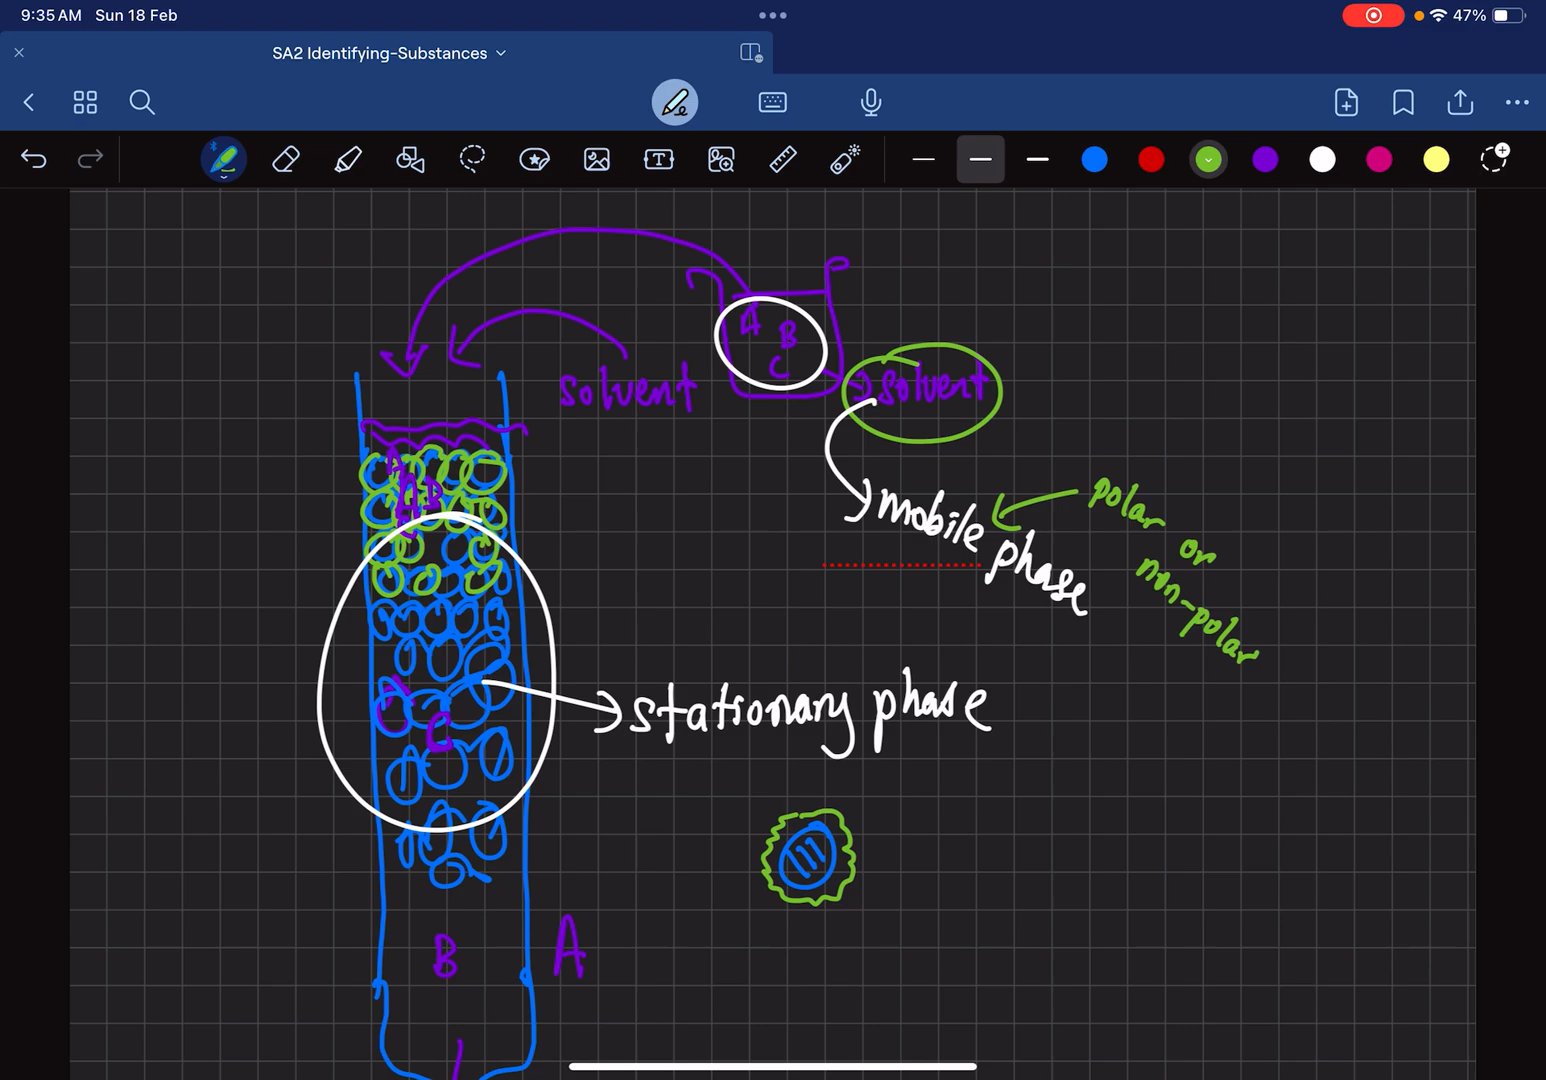 9:35 AM Sun 18 Feb
47%
SA2 Identifying-Substances
T
A
B
C
solvent
solvent
A
A B
mobile phase
polar
or
non-polar
stationary phase
C
B
A